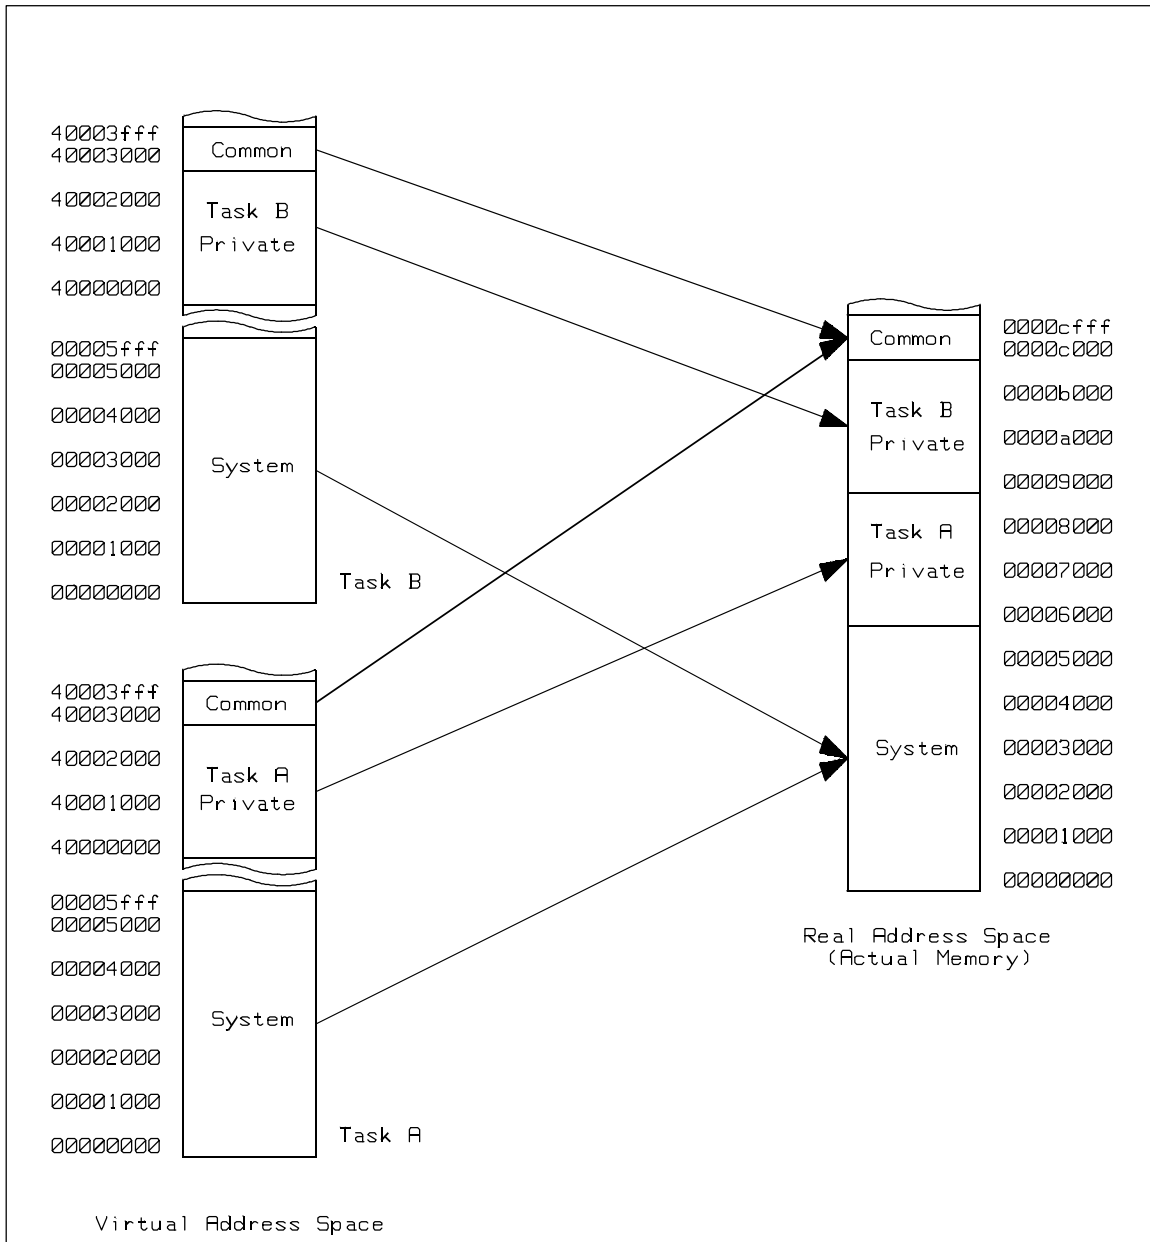 40003fff
40003000
Common
40002000
Task B
Private
40001000
40000000
00005fff
00005000
00004000
00003000
System
00002000
00001000
00000000
Task B
40003fff
40003000
Common
40002000
Task A
Private
40001000
40000000
00005fff
00005000
00004000
00003000
System
00002000
00001000
00000000
Task A
Virtual Address Space
0000cfff
Common
0000c000
0000b000
Task B
Private
0000a000
00009000
Task A
00008000
Private
00007000
00006000
00005000
00004000
System
00003000
00002000
00001000
00000000
Real Address Space
(Actual Memory)